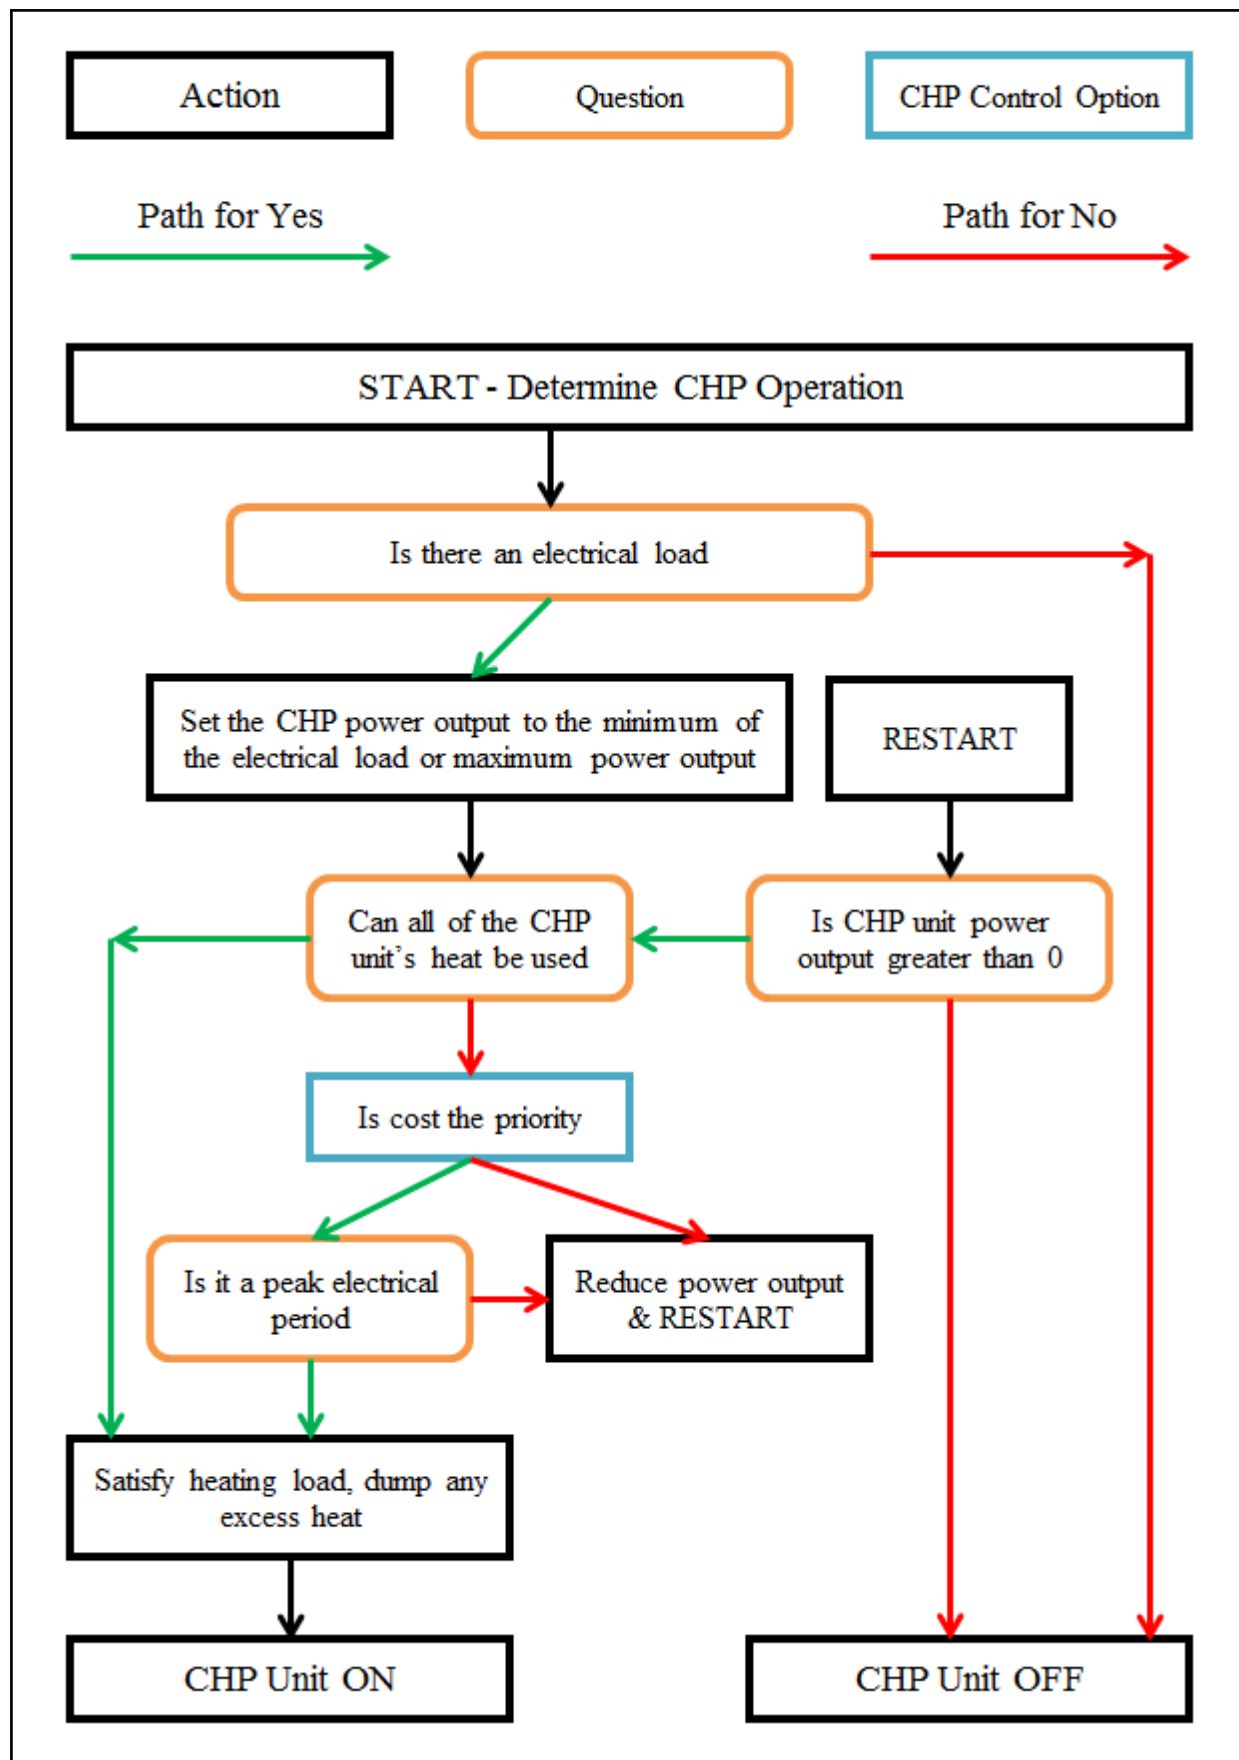 Action
Question
CHP Control Option
Path for Yes
Path for No
START - Determine CHP Operation
Is there an electrical load
Set the CHP power output to the minimum of
the electrical load or maximum power output
RESTART
Can all of the CHP
unit's heat be used
Is CHP unit power
output greater than 0
Is cost the priority
Is it a peak electrical
period
Reduce power output
& RESTART
Satisfy heating load, dump any
excess heat
CHP Unit ON
CHP Unit OFF